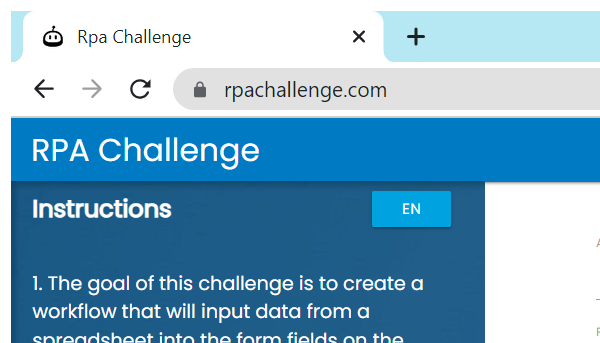 Rpa Challenge
rpachallenge.com
RPA Challenge
Instructions
EN
1. The goal of this challenge is to create a
workflow that will input data from a
spreadsheet into the form fields on the